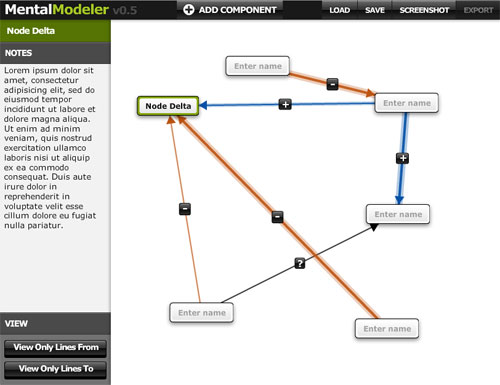 MentalModeler v0.5
ADD COMPONENT
LOAD
SAVE
SCREENSHOT
EXPORT
Node Delta
NOTES
Lorem ipsum dolor sit
amet, consectetur
adipisicing elit, sed do
eiusmod tempor
incididunt ut labore et
dolore magna aliqua.
Ut enim ad minim
veniam, quis nostrud
exercitation ullamco
laboris nisi ut aliquip
ex ea commodo
consequat. Duis aute
irure dolor in
reprehenderit in
voluptate velit esse
cillum dolore eu fugiat
nulla pariatur.
VIEW
View Only Lines From
View Only Lines To
Enter name
-
Enter name
Node Delta
+
+
-
-
Enter name
?
Enter name
Enter name